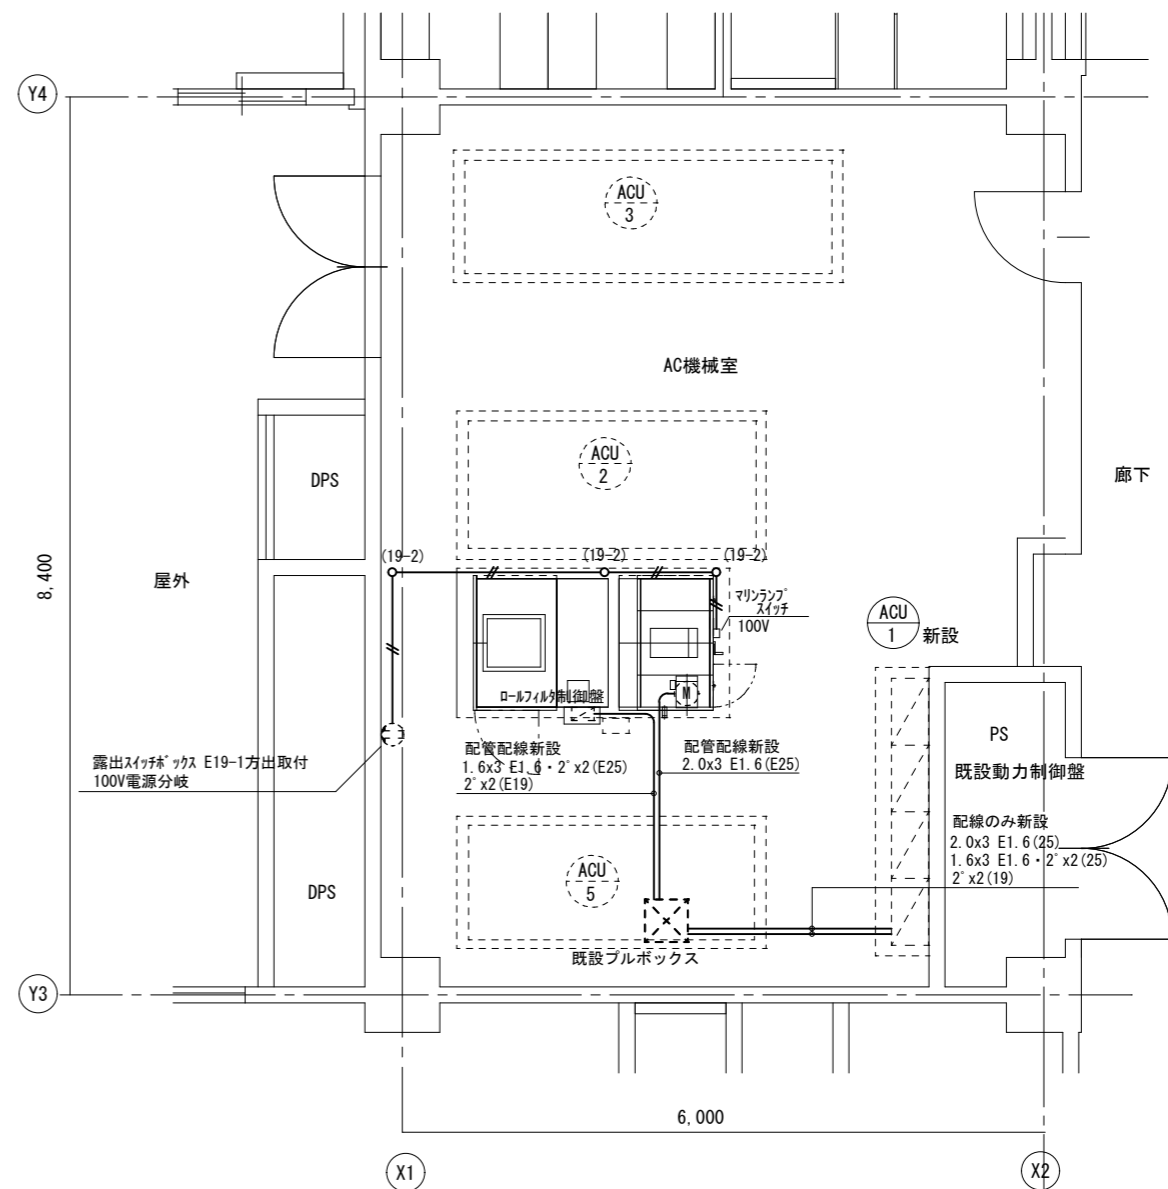 Y4
ACU
3
AC機械室
ACU
2
DPS
廊下
8,400
屋外
(19-2)
(19-2)
(19-2)
マリンランプ
スイッチ
100V
ACU
1
新設
ロールフィルタ制御盤
M
PS
既設動力制御盤
露出スイッチボックス E19-1方出取付
100V電源分岐
配管配線新設
1.6x3 E1.6・2°x2(E25)
2°x2(E19)
配管配線新設
2.0x3 E1.6(E25)
配線のみ新設
2.0x3 E1.6(25)
1.6x3 E1.6・2°x2(25)
2°x2(19)
ACU
5
DPS
既設プルボックス
Y3
6,000
X1
X2